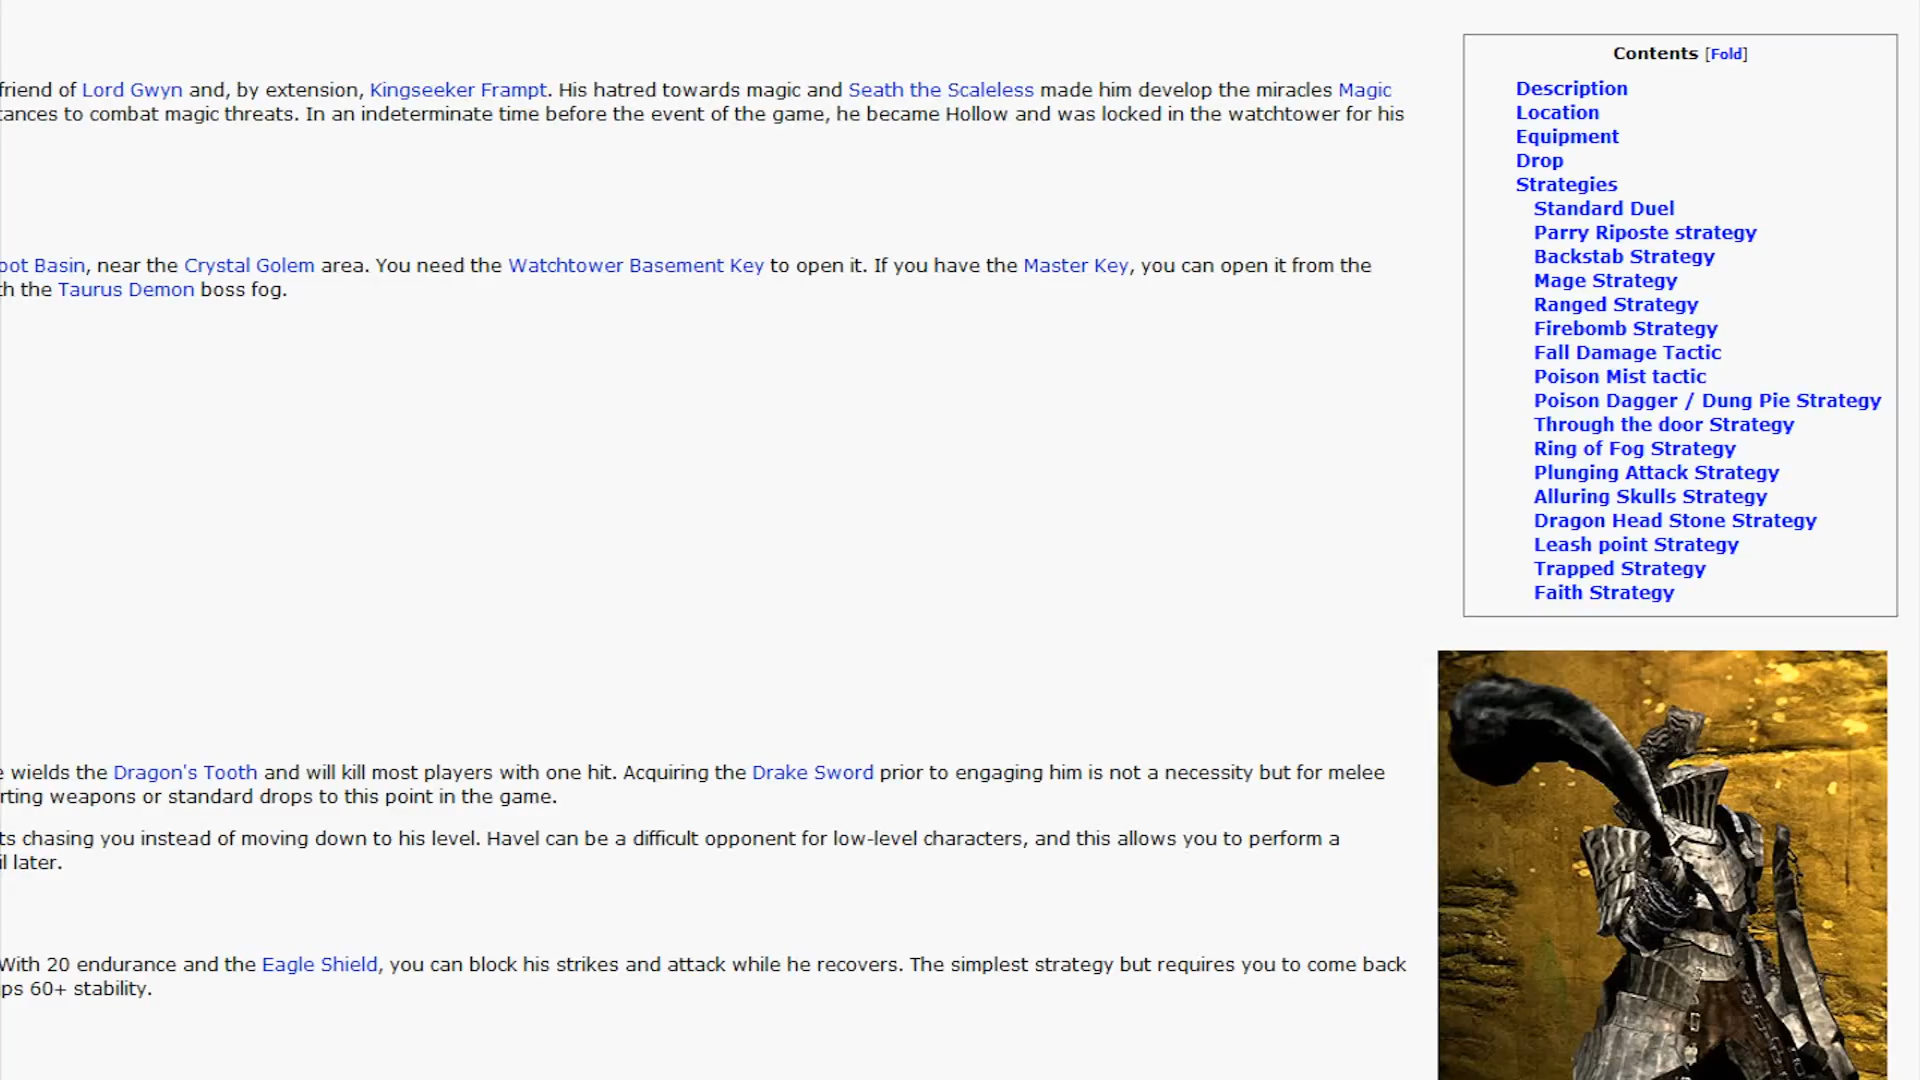 friend of Lord Gwyn and, by extension, Kingseeker Frampt. His hatred towards magic and Seath the Scaleless made him develop the miracles Magic
tances to combat magic threats. In an indeterminate time before the event of the game, he became Hollow and was locked in the watchtower for his
oot Basin, near the Crystal Golem area. You need the Watchtower Basement Key to open it. If you have the Master Key, you can open it from the
h the Taurus Demon boss fog.
e wields the Dragon's Tooth and will kill most players with one hit. Acquiring the Drake Sword prior to engaging him is not a necessity but for melee
rting weapons or standard drops to this point in the game.
ts chasing you instead of moving down to his level. Havel can be a difficult opponent for low-level characters, and this allows you to perform a
il later.
With 20 endurance and the Eagle Shield, you can block his strikes and attack while he recovers. The simplest strategy but requires you to come back
ps 60+ stability.
Contents [Fold]
Description
Location
Equipment
Drop
Strategies
Standard Duel
Parry Riposte strategy
Backstab Strategy
Mage Strategy
Ranged Strategy
Firebomb Strategy
Fall Damage Tactic
Poison Mist tactic
Poison Dagger / Dung Pie Strategy
Through the door Strategy
Ring of Fog Strategy
Plunging Attack Strategy
Alluring Skulls Strategy
Dragon Head Stone Strategy
Leash point Strategy
Trapped Strategy
Faith Strategy